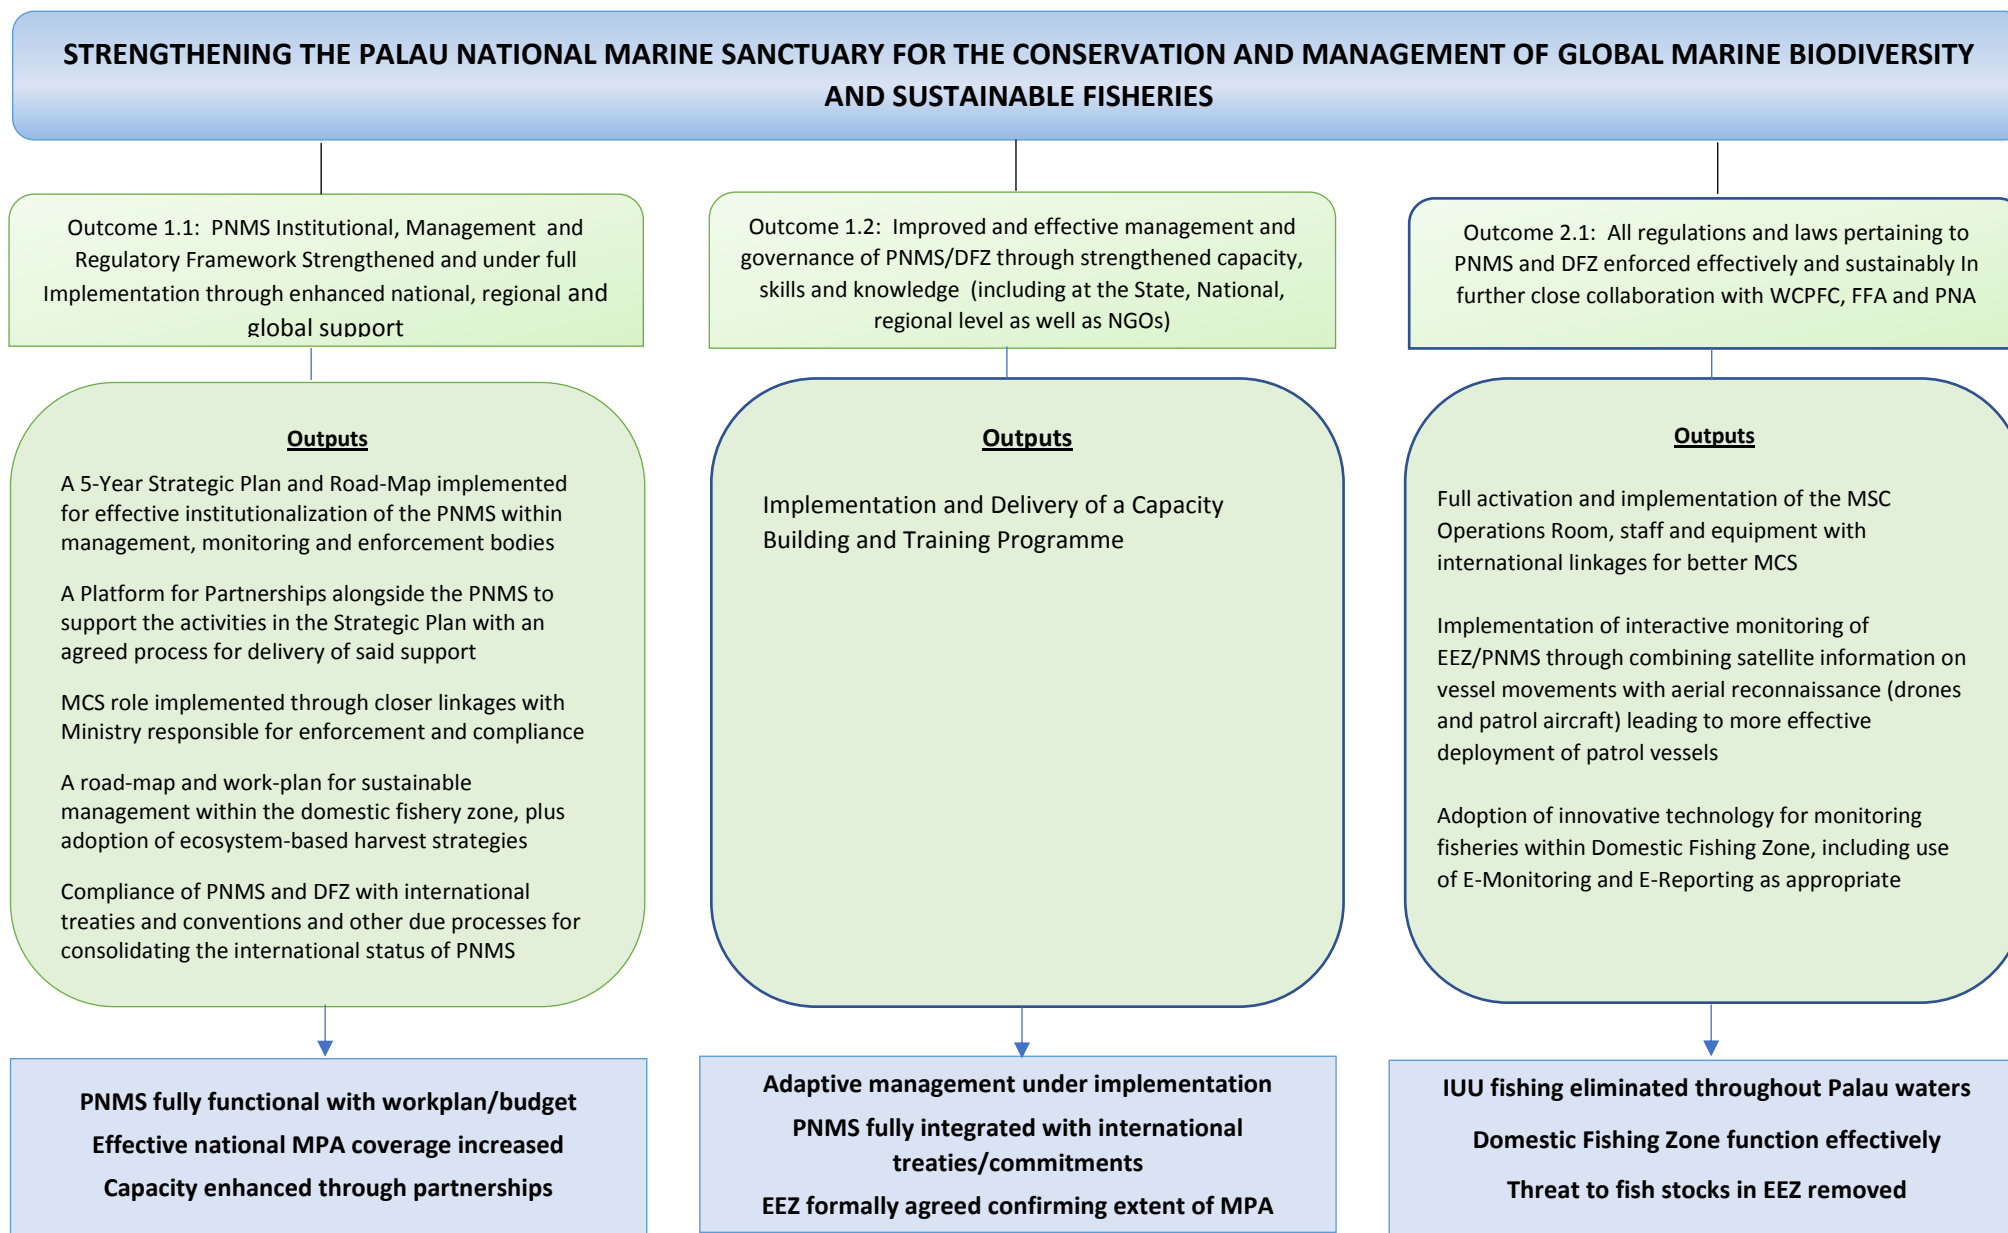 STRENGTHENING THE PALAU NATIONAL MARINE SANCTUARY FOR THE CONSERVATION AND MANAGEMENT OF GLOBAL MARINE BIODIVERSITY
AND SUSTAINABLE FISHERIES
Outcome 1.1: PNMS Institutional, Management and
Regulatory Framework Strengthened and under full
Implementation through enhanced national, regional and
global support
Outputs
A 5-Year Strategic Plan and Road-Map implemented
for effective institutionalization of the PNMS within
management, monitoring and enforcement bodies
A Platform for Partnerships alongside the PNMS to
support the activities in the Strategic Plan with an
agreed process for delivery of said support
MCS role implemented through closer linkages with
Ministry responsible for enforcement and compliance
A road-map and work-plan for sustainable
management within the domestic fishery zone, plus
adoption of ecosystem-based harvest strategies
Compliance of PNMS and DFZ with international
treaties and conventions and other due processes for
consolidating the international status of PNMS
PNMS fully functional with workplan/budget
Effective national MPA coverage increased
Capacity enhanced through partnerships
Outcome 1.2: Improved and effective management and
governance of PNMS/DFZ through strengthened capacity,
skills and knowledge (including at the State, National,
regional level as well as NGOs)
Outputs
Implementation and Delivery of a Capacity
Building and Training Programme
Adaptive management under implementation
PNMS fully integrated with international
treaties/commitments
EEZ formally agreed confirming extent of MPA
Outcome 2.1: All regulations and laws pertaining to
PNMS and DFZ enforced effectively and sustainably In
further close collaboration with WCPFC, FFA and PNA
Outputs
Full activation and implementation of the MSC
Operations Room, staff and equipment with
international linkages for better MCS
Implementation of interactive monitoring of
EEZ/PNMS through combining satellite information on
vessel movements with aerial reconnaissance (drones
and patrol aircraft) leading to more effective
deployment of patrol vessels
Adoption of innovative technology for monitoring
fisheries within Domestic Fishing Zone, including use
of E-Monitoring and E-Reporting as appropriate
IUU fishing eliminated throughout Palau waters
Domestic Fishing Zone function effectively
Threat to fish stocks in EEZ removed